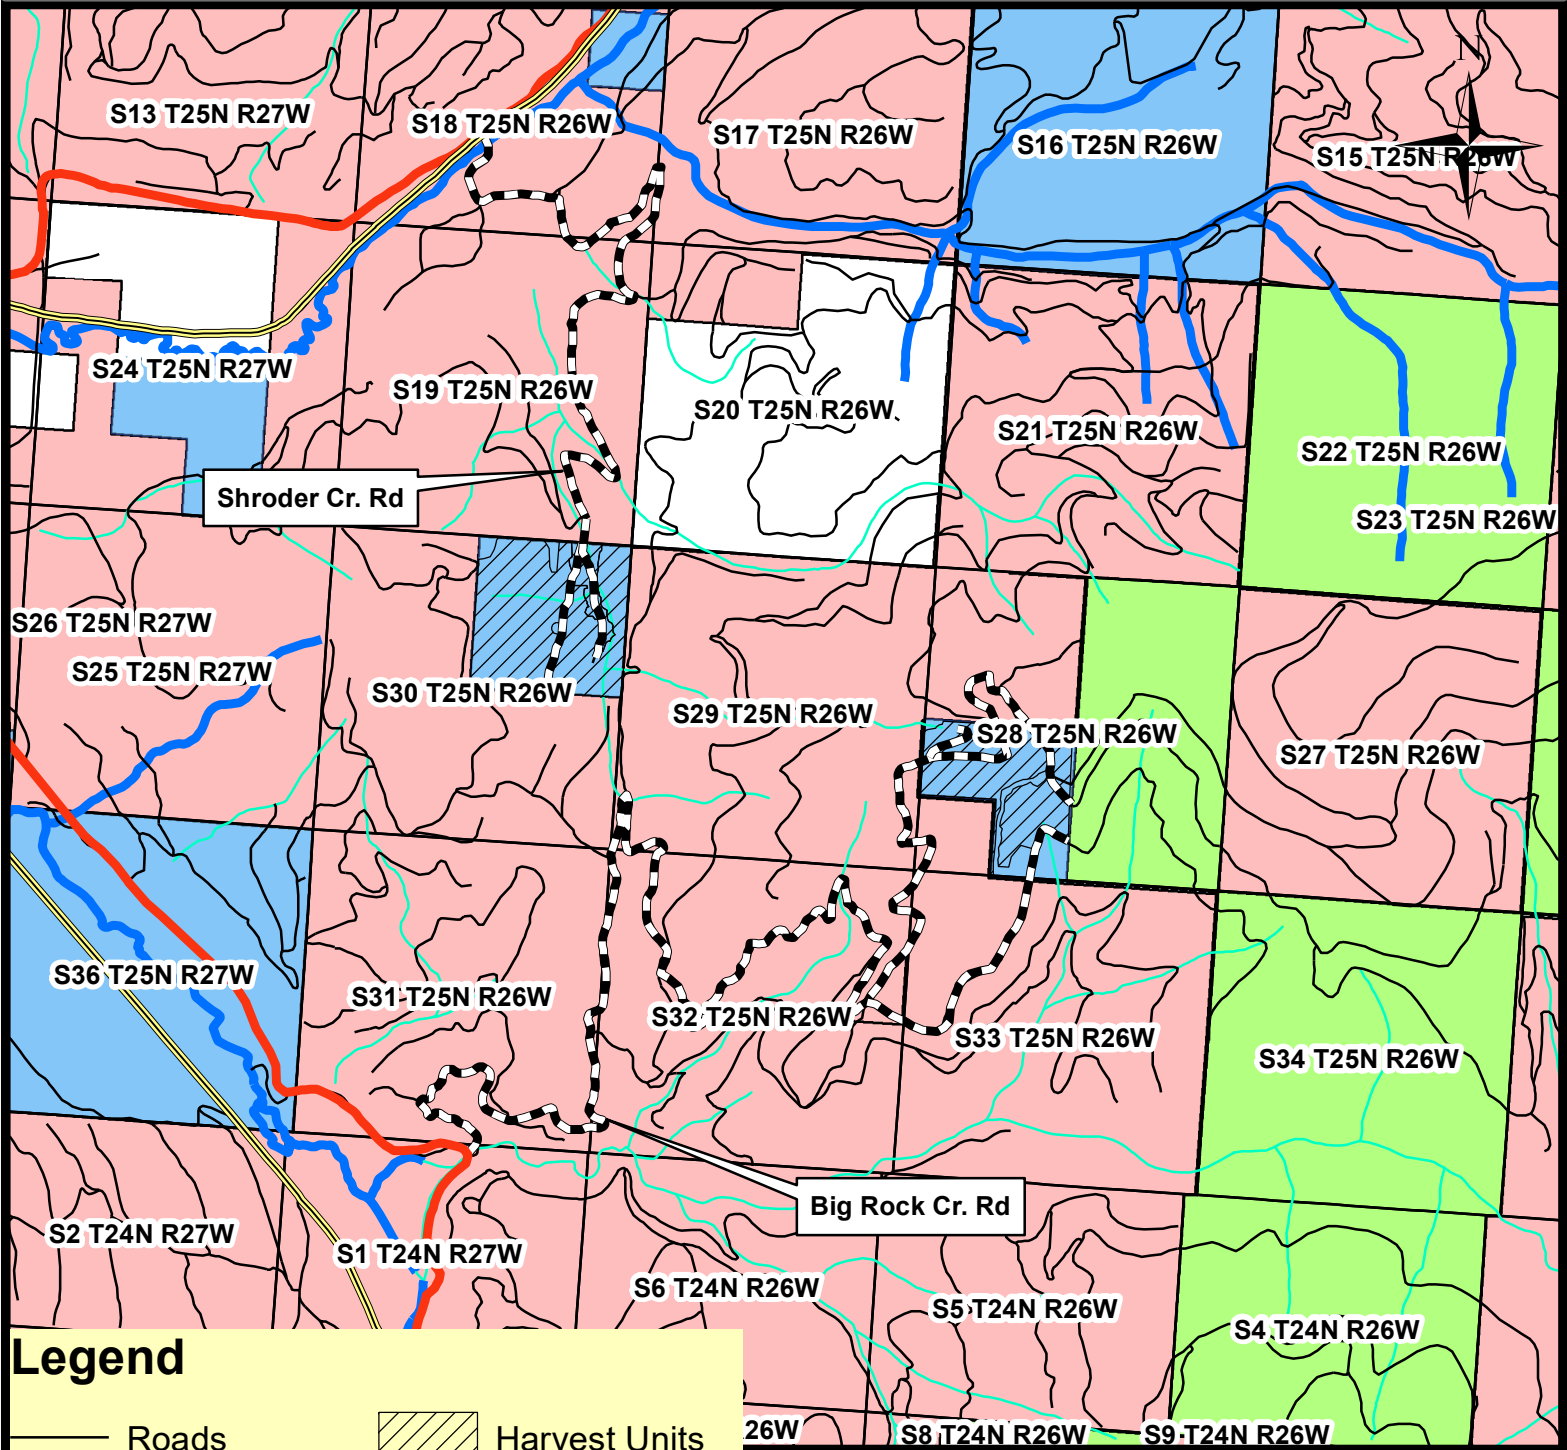 N
S13 T25N R27W
S18 T25N R26W
S17 T25N R26W
S16 T25N R26W
S15 T25N R26W
S24 T25N R27W
S19 T25N R26W
S20 T25N R26W
S21 T25N R26W
S22 T25N R26W
Shroder Cr. Rd
S23 T25N R26W
S26 T25N R27W
S25 T25N R27W
S30 T25N R26W
S29 T25N R26W
S28 T25N R26W
S27 T25N R26W
S36 T25N R27W
S31 T25N R26W
S32 T25N R26W
S33 T25N R26W
S34 T25N R26W
Big Rock Cr. Rd
S2 T24N R27W
S1 T24N R27W
S6 T24N R26W
S5 T24N R26W
S4 T24N R26W
Legend
Roads
Harvest Units
26W
S8 T24N R26W
S9 T24N R26W